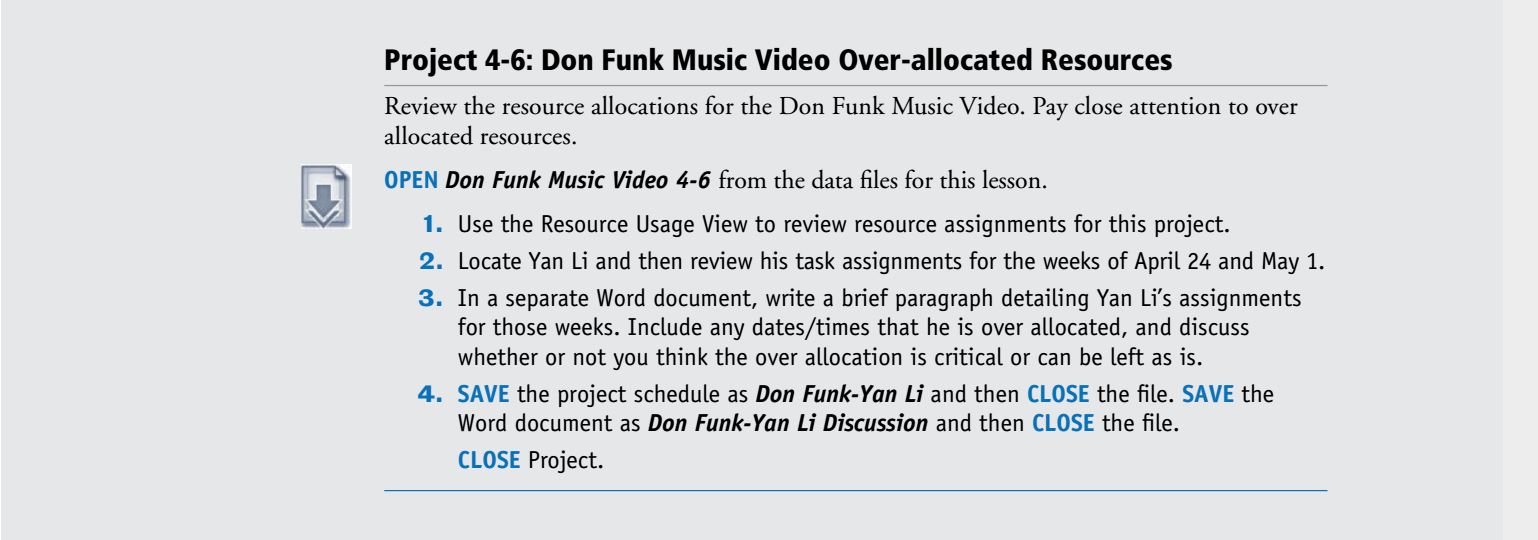 Project 4-6: Don Funk Music Video Over-allocated Resources
Review the resource allocations for the Don Funk Music Video. Pay close attention to over
allocated resources.
OPEN Don Funk Music Video 4-6 from the data files for this lesson.
1. Use the Resource Usage View to review resource assignments for this project.
2. Locate Yan Li and then review his task assignments for the weeks of April 24 and May 1.
3. In a separate Word document, write a brief paragraph detailing Yan Li’s assignments
for those weeks. Include any dates/times that he is over allocated, and discuss
whether or not you think the over allocation is critical or can be left as is.
4. SAVE the project schedule as Don Funk-Yan Li and then CLOSE the file. SAVE the
Word document as Don Funk-Yan Li Discussion and then CLOSE the file.
CLOSE Project.